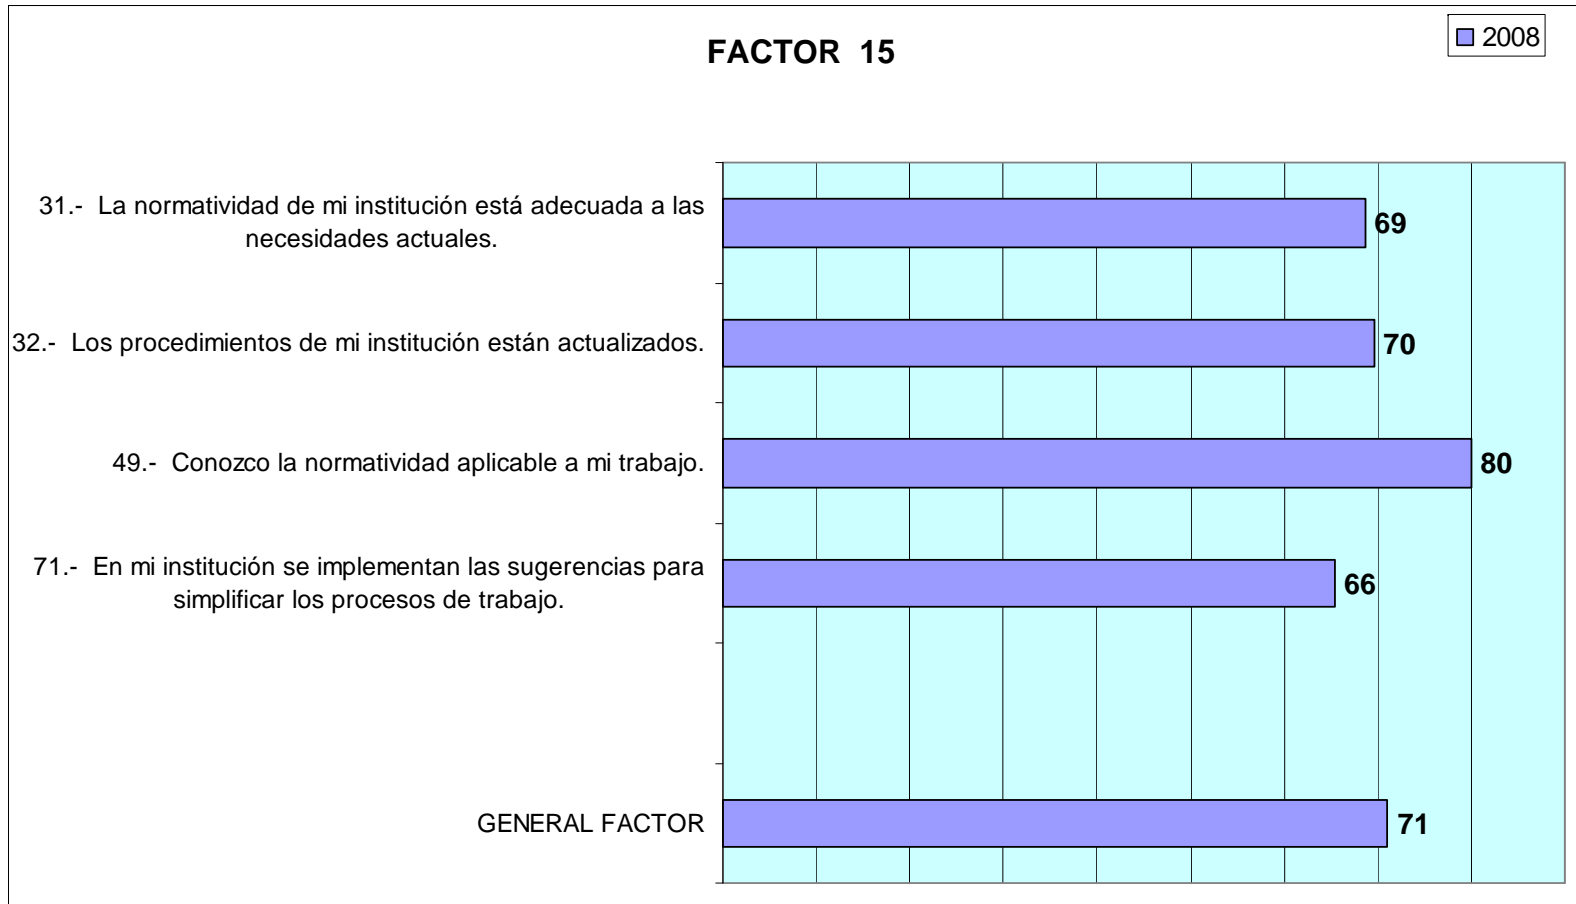 FACTOR 15
2008
31.- La normatividad de mi institución está adecuada a las
necesidades actuales.
69
32.- Los procedimientos de mi institución están actualizados.
70
49.- Conozco la normatividad aplicable a mi trabajo.
80
71.- En mi institución se implementan las sugerencias para
simplificar los procesos de trabajo.
66
GENERAL FACTOR
71